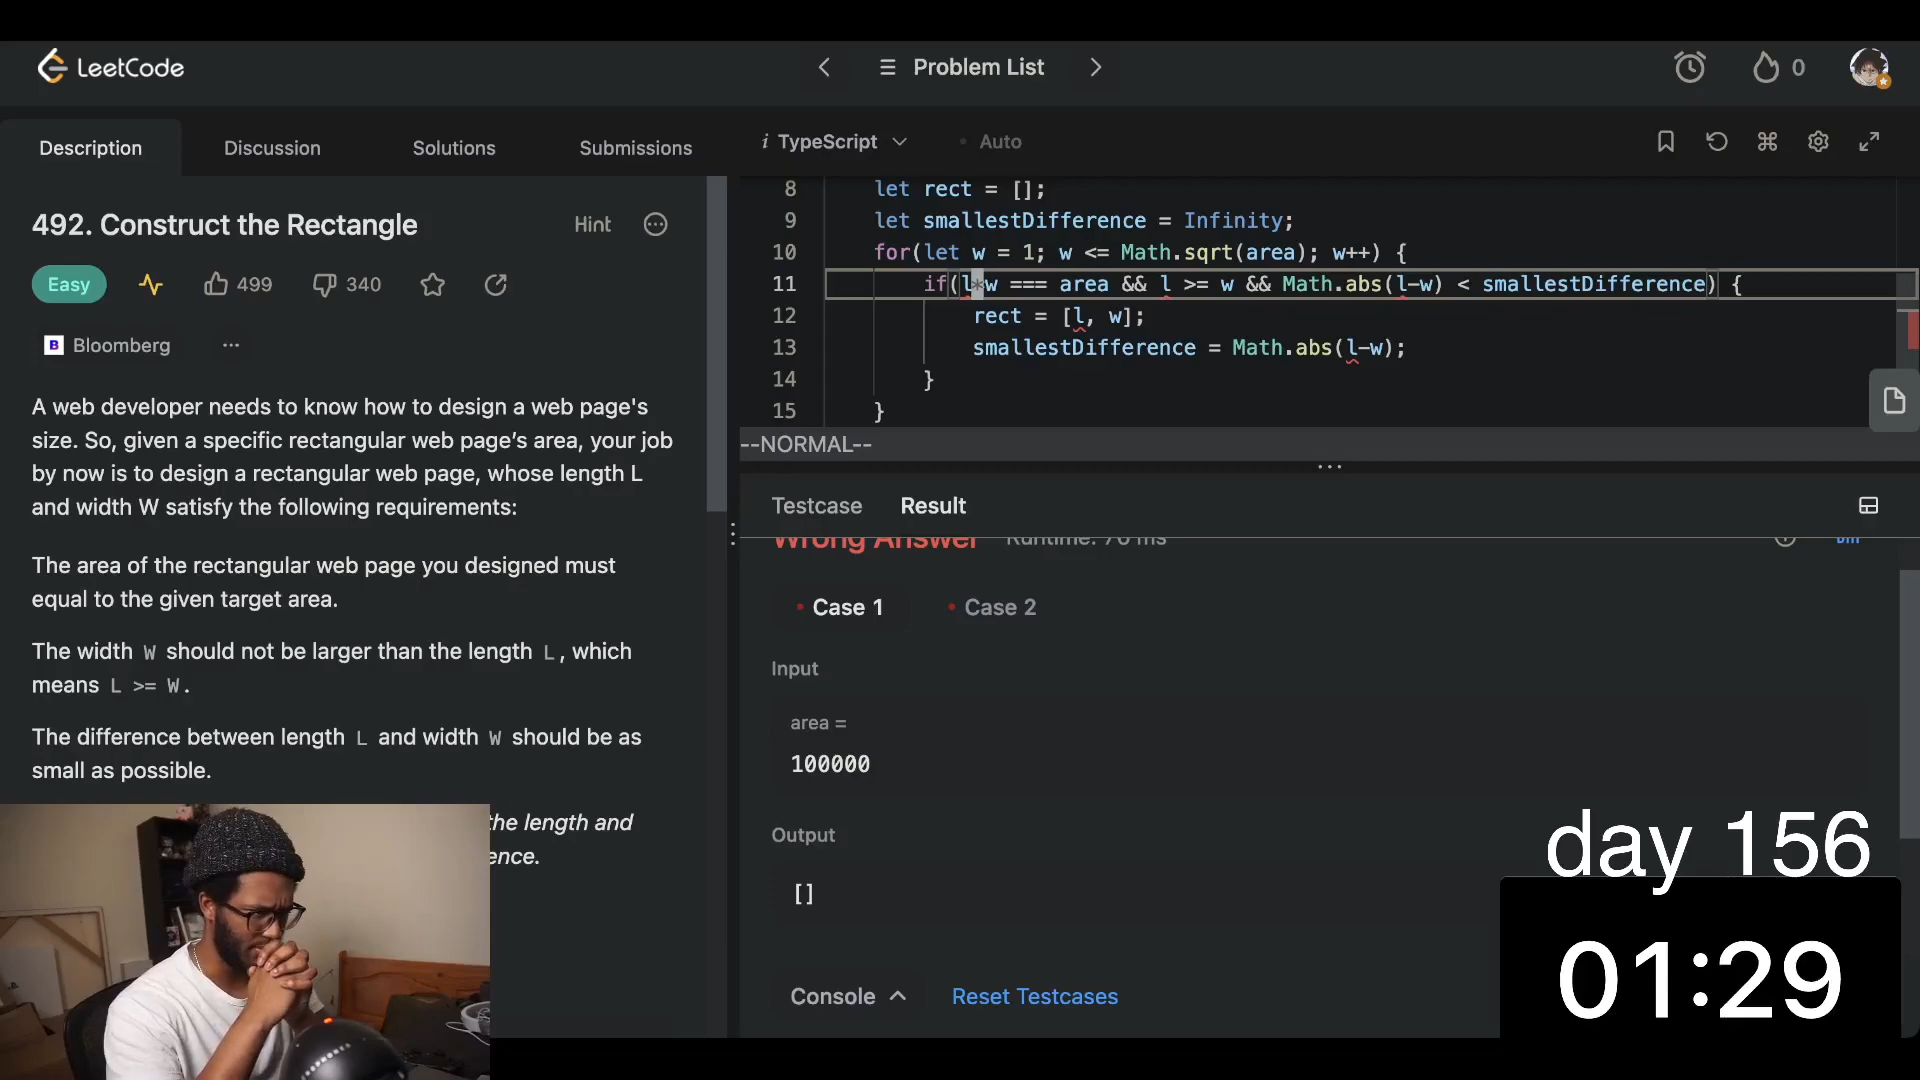 LeetCode
Problem List
0
Description
Discussion
Solutions
Submissions
i TypeScript
• Auto
492. Construct the Rectangle
Hint
Easy
499
340
B Bloomberg
A web developer needs to know how to design a web page's
size. So, given a specific rectangular web page’s area, your job
by now is to design a rectangular web page, whose length L
and width W satisfy the following requirements:
The area of the rectangular web page you designed must
equal to the given target area.
The width W should not be larger than the length L, which
means L >= W.
The difference between length L and width W should be as
small as possible.
the length and
ence.
8 let rect = [];
9 let smallestDifference = Infinity;
10 for(let w = 1; w <= Math.sqrt(area); w++) {
11 if(l*w === area && l >= w && Math.abs(l-w) < smallestDifference) {
12 rect = [l, w];
13 smallestDifference = Math.abs(l-w);
14 }
15 }
--NORMAL--
Testcase
Result
Wrong Answer
Runtime: 70 ms
• Case 1
• Case 2
Input
area =
100000
Output
[]
Console
Reset Testcases
day 156
01:29